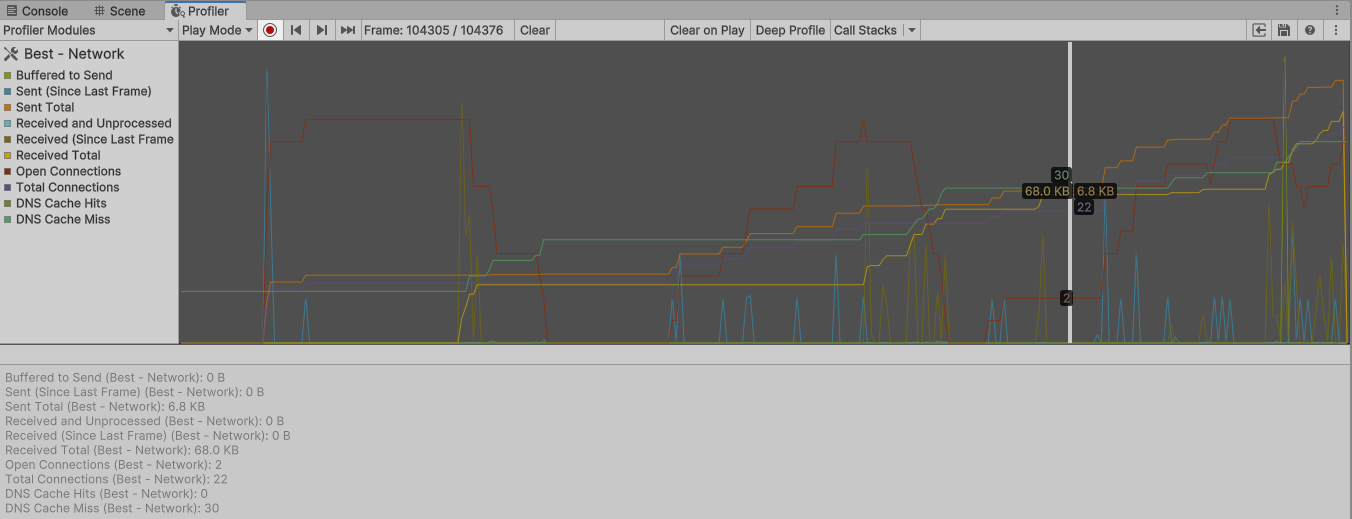 Console Scene Profiler
Profiler Modules Play Mode Frame: 104305 / 104376 Clear Clear on Play Deep Profile Call Stacks
Best - Network
Buffered to Send
Sent (Since Last Frame)
Sent Total
Received and Unprocessed
Received (Since Last Frame
Received Total
Open Connections
Total Connections
DNS Cache Hits
DNS Cache Miss
30
68.0 KB 6.8 KB
22
2
Buffered to Send (Best - Network): 0 B
Sent (Since Last Frame) (Best - Network): 0 B
Sent Total (Best - Network): 6.8 KB
Received and Unprocessed (Best - Network): 0 B
Received (Since Last Frame) (Best - Network): 0 B
Received Total (Best - Network): 68.0 KB
Open Connections (Best - Network): 2
Total Connections (Best - Network): 22
DNS Cache Hits (Best - Network): 0
DNS Cache Miss (Best - Network): 30